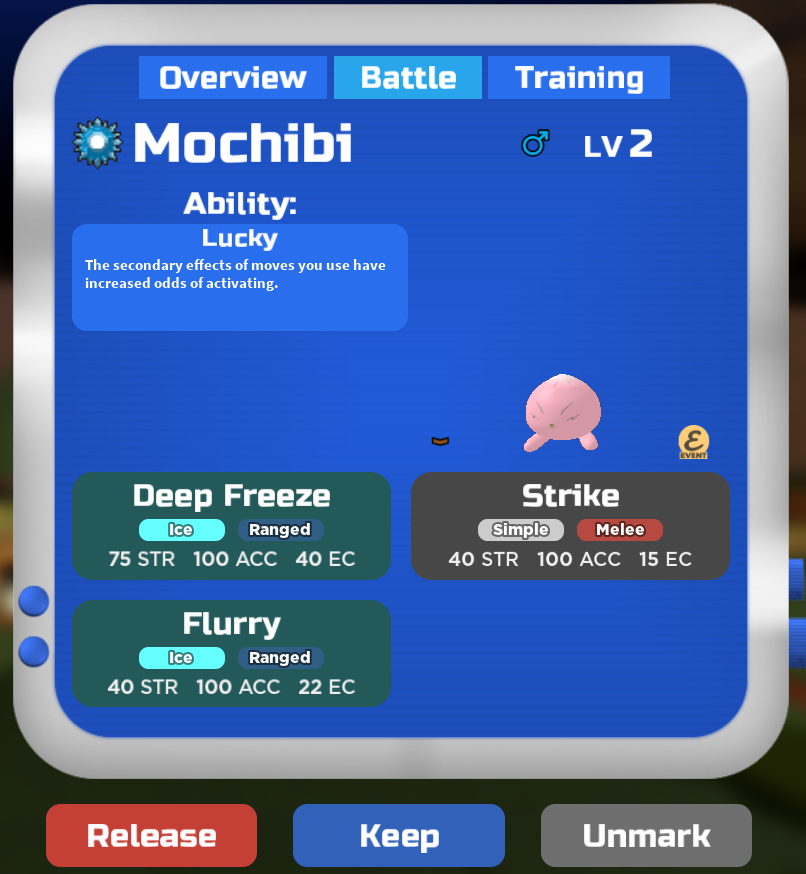 Overview Battle Training
Mochibi LV 2
Ability:
Lucky
The secondary effects of moves you use have
increased odds of activating.
EVENT
Deep Freeze
Ice Ranged
75 STR 100 ACC 40 EC
Strike
Simple Melee
40 STR 100 ACC 15 EC
Flurry
Ice Ranged
40 STR 100 ACC 22 EC
Release Keep Unmark